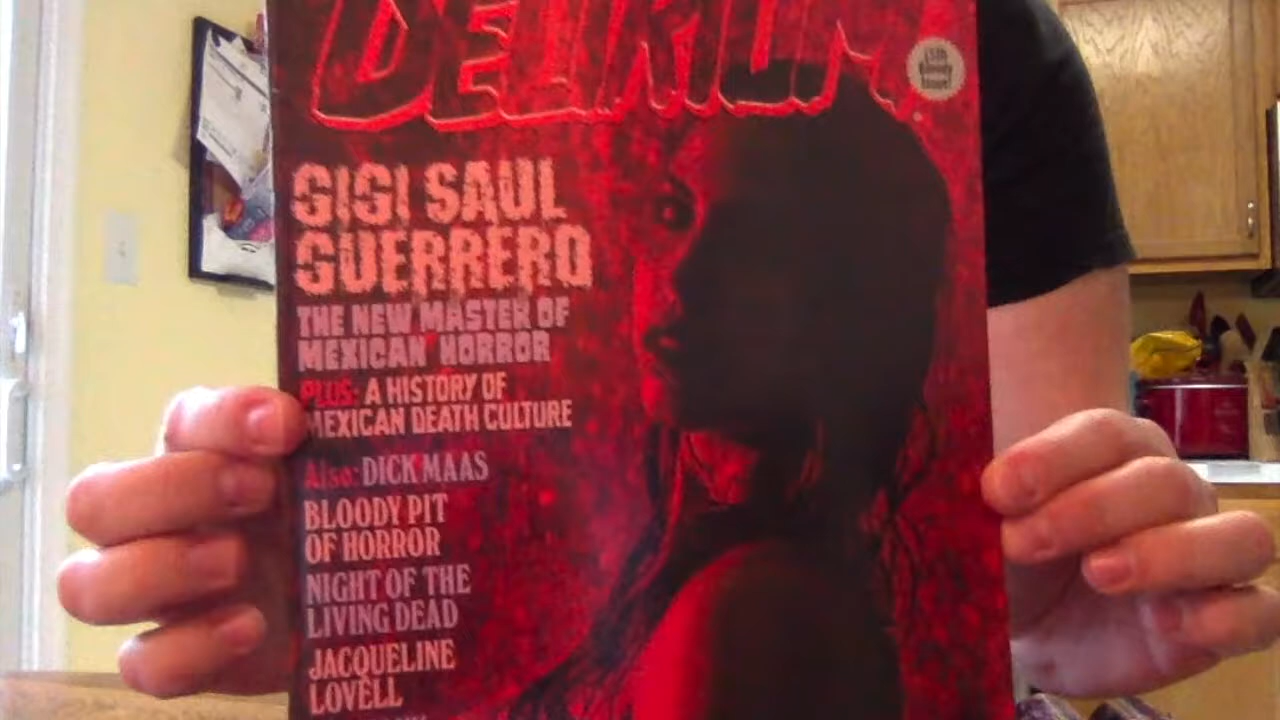 DELIRIUM
GIGI SAUL
GUERRERO
THE NEW MASTER OF
MEXICAN HORROR
PLUS: A HISTORY OF
MEXICAN DEATH CULTURE
Also: DICK MAAS
BLOODY PIT
OF HORROR
NIGHT OF THE
LIVING DEAD
JACQUELINE
LOVELL